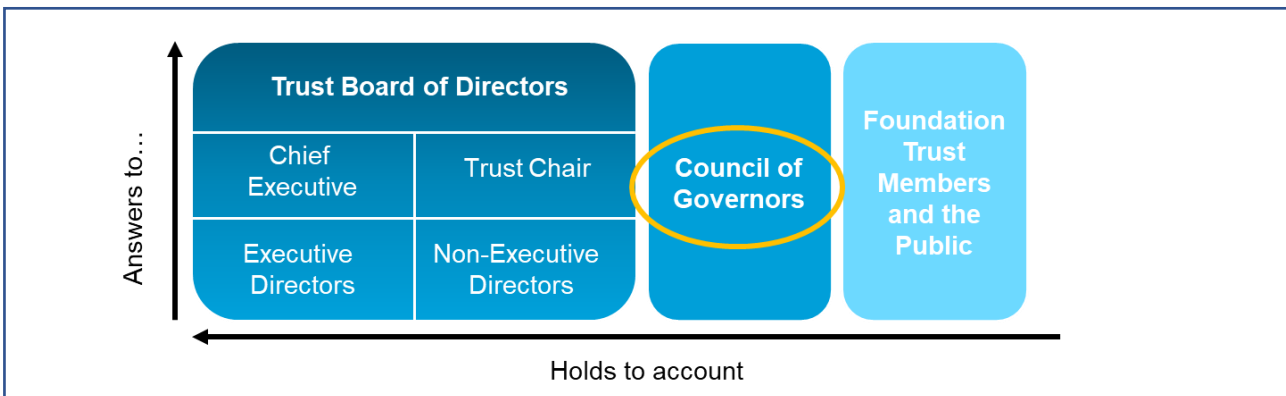 Answers to...
Trust Board of Directors
Chief
Executive
Trust Chair
Executive
Directors
Non-Executive
Directors
Council of
Governors
Foundation
Trust
Members
and the
Public
Holds to account